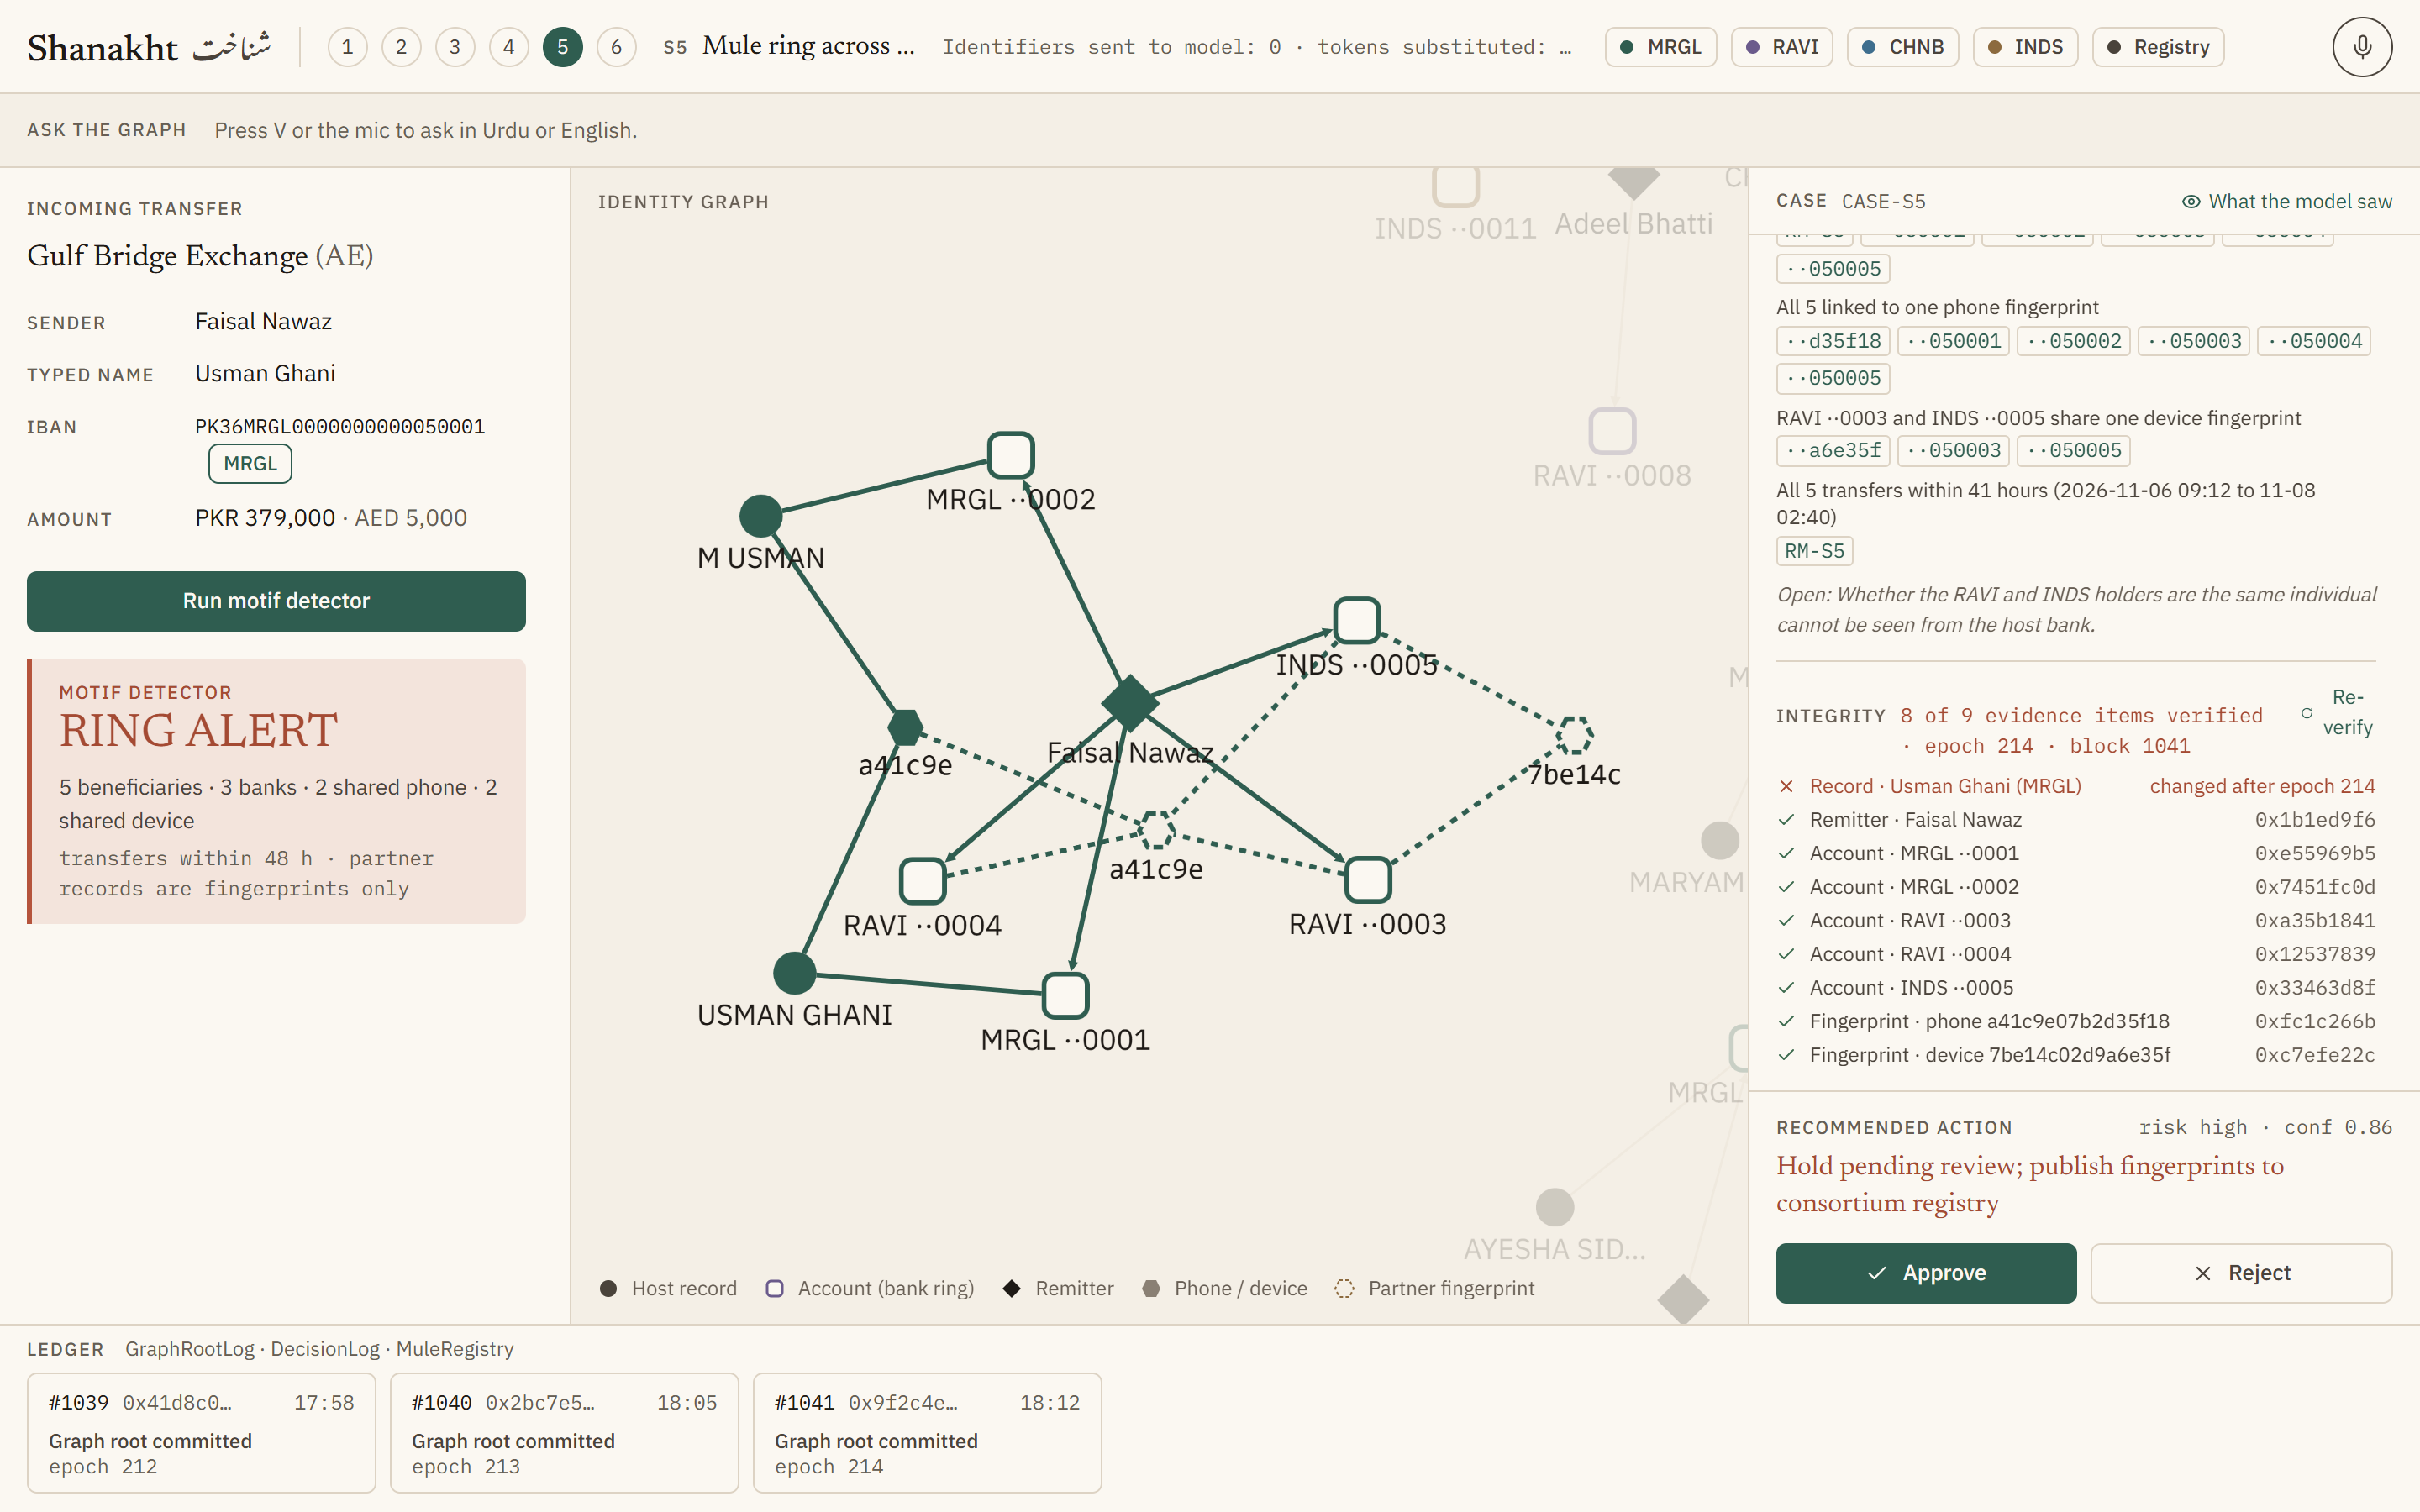 Shanakht شناخت
1 2 3 4 5 6
S5 Mule ring across ...
Identifiers sent to model: 0 · tokens substituted: …
MRGL
RAVI
CHNB
INDS
Registry
ASK THE GRAPH Press V or the mic to ask in Urdu or English.
INCOMING TRANSFER
Gulf Bridge Exchange (AE)
SENDER Faisal Nawaz
TYPED NAME Usman Ghani
IBAN PK36MRGL0000000000050001
MRGL
AMOUNT PKR 379,000 · AED 5,000
Run motif detector
MOTIF DETECTOR
RING ALERT
5 beneficiaries · 3 banks · 2 shared phone · 2
shared device
transfers within 48 h · partner
records are fingerprints only
IDENTITY GRAPH
INDS ··0011
Adeel Bhatti
RAVI ··0008
MRGL ··0002
M USMAN
INDS ··0005
a41c9e
Faisal Nawaz
7be14c
a41c9e
RAVI ··0004
RAVI ··0003
MARYAM
USMAN GHANI
MRGL ··0001
MRGL
AYESHA SID...
Host record
Account (bank ring)
Remitter
Phone / device
Partner fingerprint
CASE CASE-S5
What the model saw
··050005
All 5 linked to one phone fingerprint
··d35f18 ··050001 ··050002 ··050003 ··050004
··050005
RAVI ··0003 and INDS ··0005 share one device fingerprint
··a6e35f ··050003 ··050005
All 5 transfers within 41 hours (2026-11-06 09:12 to 11-08
02:40)
RM-S5
Open: Whether the RAVI and INDS holders are the same individual
cannot be seen from the host bank.
INTEGRITY 8 of 9 evidence items verified
· epoch 214 · block 1041
Re-
verify
Record · Usman Ghani (MRGL) changed after epoch 214
Remitter · Faisal Nawaz 0x1b1ed9f6
Account · MRGL ··0001 0xe55969b5
Account · MRGL ··0002 0x7451fc0d
Account · RAVI ··0003 0xa35b1841
Account · RAVI ··0004 0x12537839
Account · INDS ··0005 0x33463d8f
Fingerprint · phone a41c9e07b2d35f18 0xfc1c266b
Fingerprint · device 7be14c02d9a6e35f 0xc7efe22c
RECOMMENDED ACTION risk high · conf 0.86
Hold pending review; publish fingerprints to
consortium registry
Approve
Reject
LEDGER GraphRootLog · DecisionLog · MuleRegistry
#1039 0x41d8c0… 17:58
Graph root committed
epoch 212
#1040 0x2bc7e5… 18:05
Graph root committed
epoch 213
#1041 0x9f2c4e… 18:12
Graph root committed
epoch 214